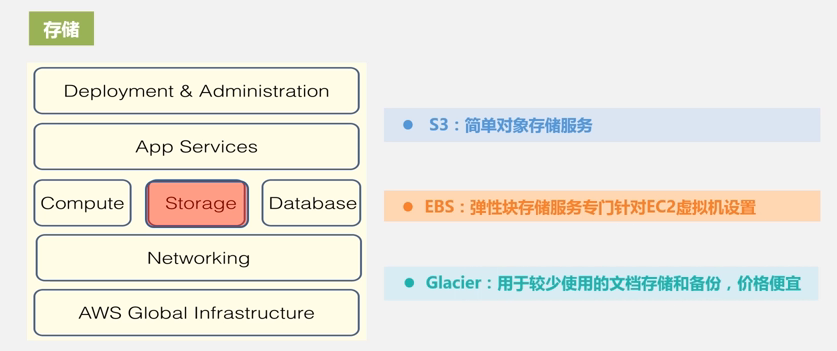 存储
Deployment & Administration
App Services
Compute
Storage
Database
Networking
AWS Global Infrastructure
● S3：简单对象存储服务
● EBS：弹性块存储服务专门针对EC2虚拟机设置
● Glacier：用于较少使用的文档存储和备份，价格便宜